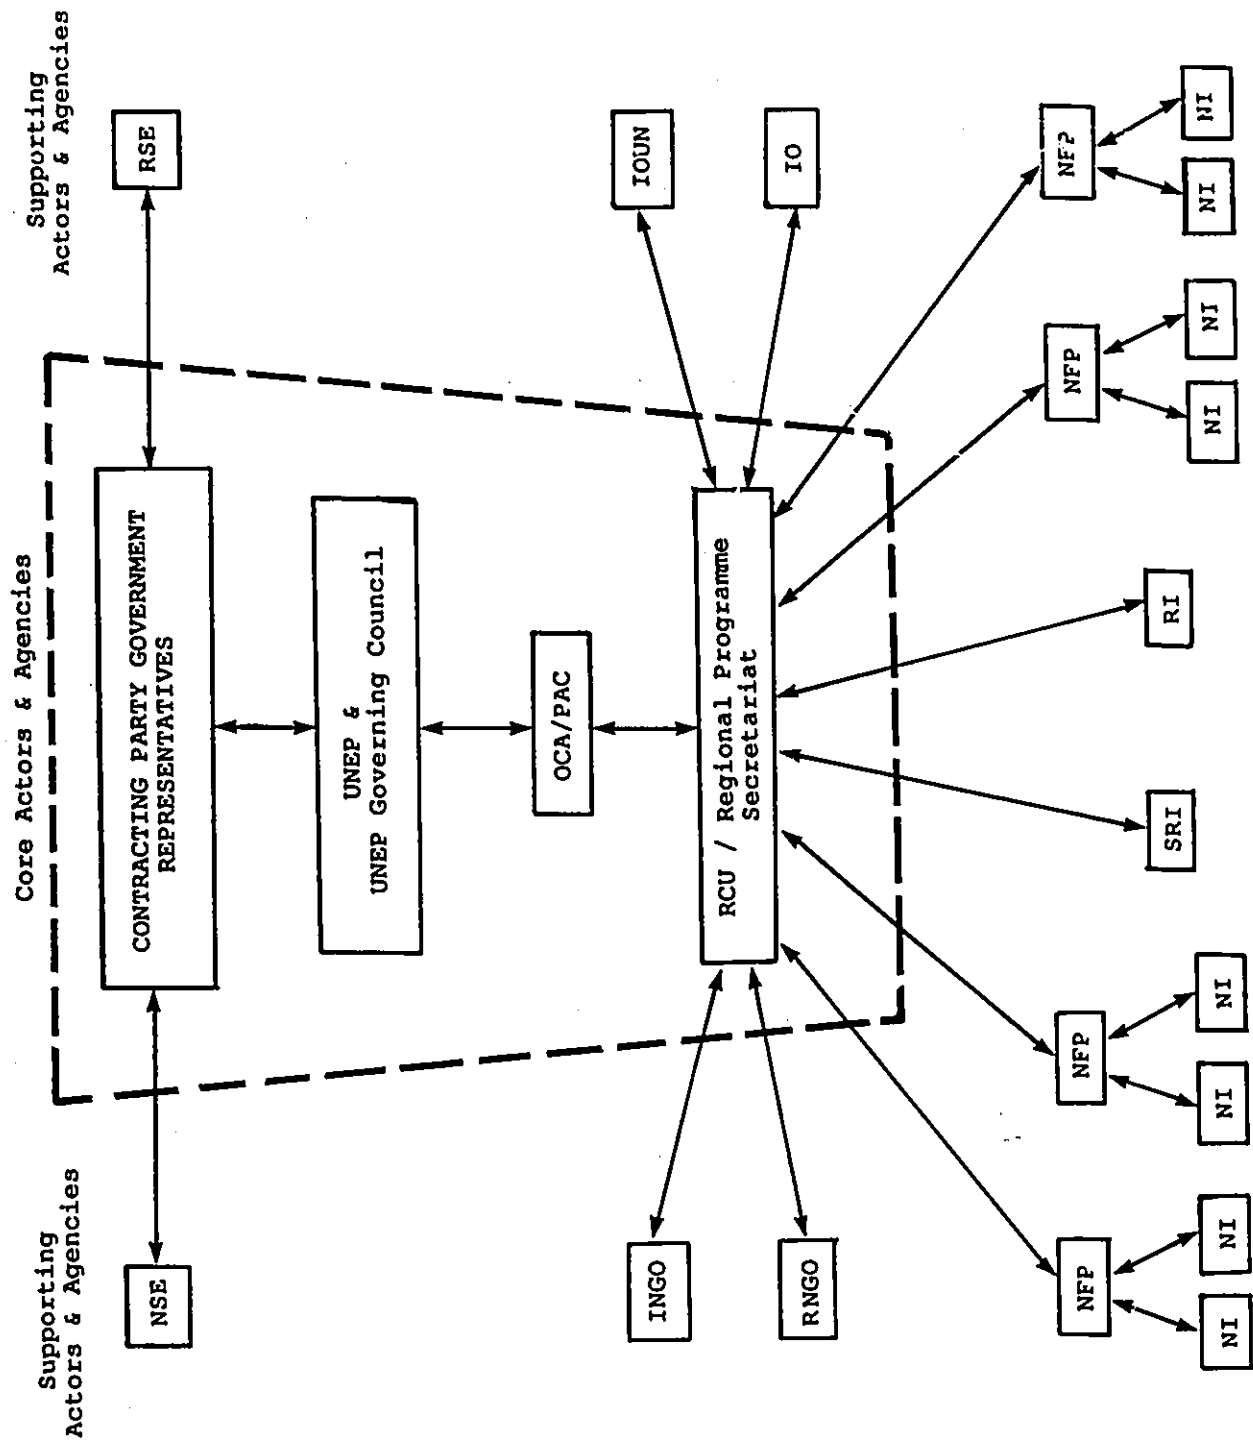 Supporting
Actors & Agencies
Core Actors & Agencies
Supporting
Actors & Agencies
NSE
CONTRACTING PARTY GOVERNMENT
REPRESENTATIVES
RSE
UNEP &
UNEP Governing Council
OCA/PAC
INGO
IOUN
RCU / Regional Programme
Secretariat
RNGO
IO
NFP
NFP
SRI
RI
NFP
NFP
NI
NI
NI
NI
NI
NI
NI
NI